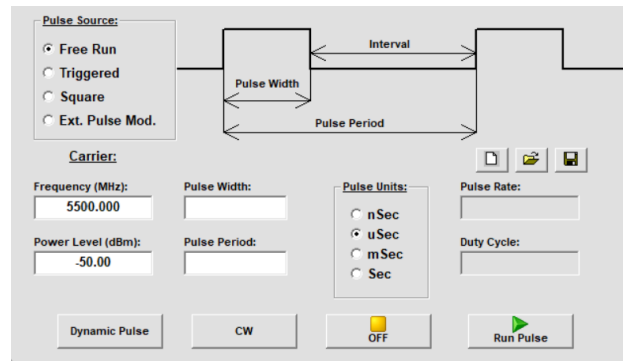 Pulse Source:
Free Run
Triggered
Square
Ext. Pulse Mod.
Interval
Pulse Width
Pulse Period
Carrier:
Frequency (MHz):
5500.000
Power Level (dBm):
-50.00
Pulse Width:
Pulse Period:
Pulse Units:
nSec
uSec
mSec
Sec
Pulse Rate:
Duty Cycle:
Dynamic Pulse
CW
OFF
Run Pulse